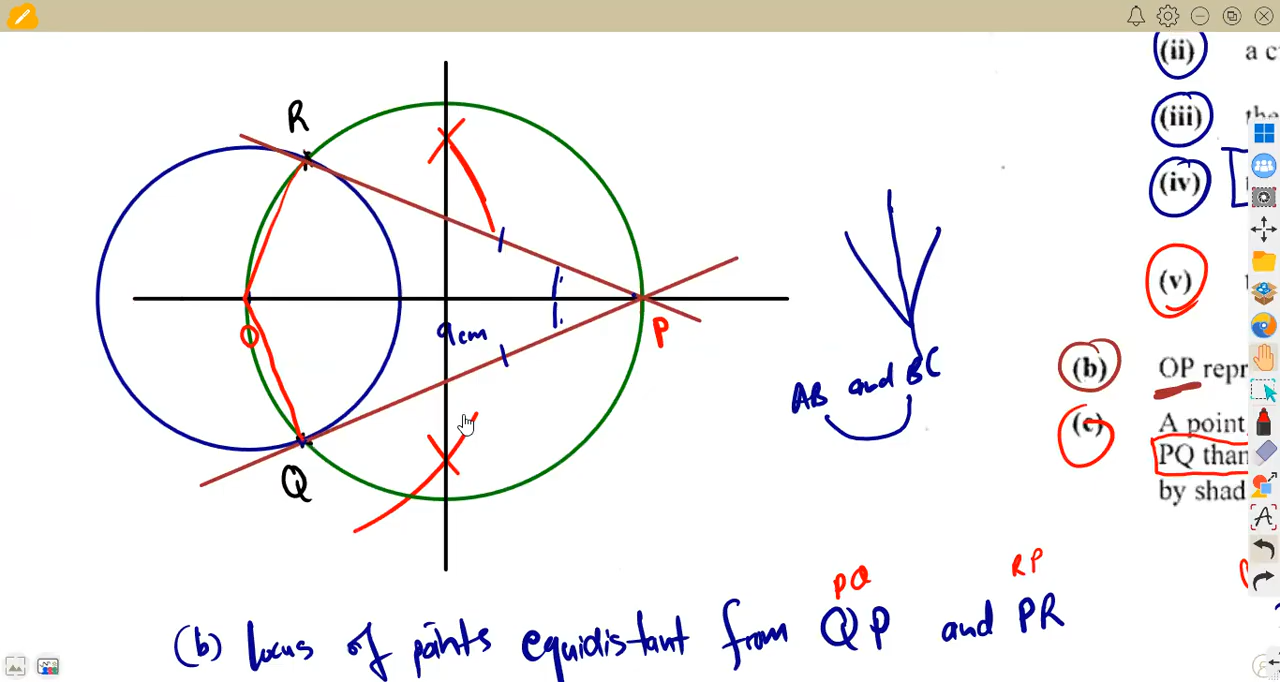 (ii) a c
R
(iii) the
(iv)
(v) t
9cm
P
O
AB and BC
(b) OP repr
(c) A point
PQ than
by shad
Q
PQ RP
(b) locus of points equidistant from QP and PR